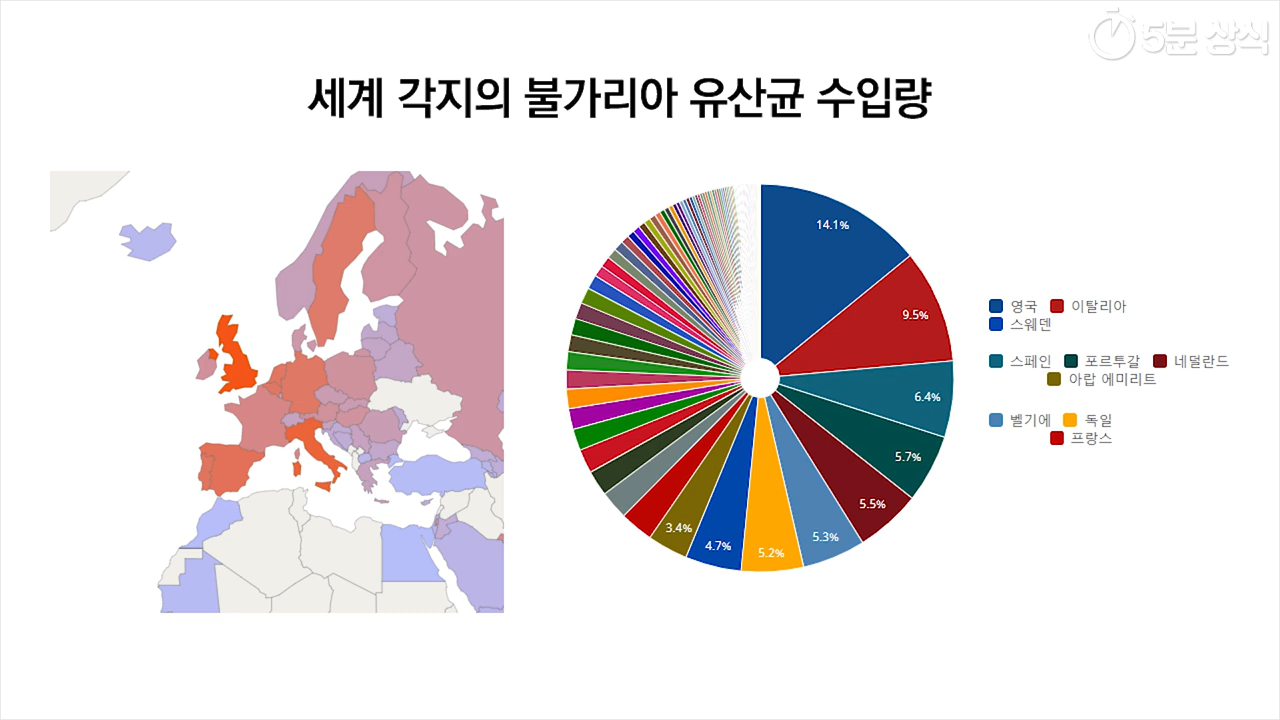 5분 상식
세계 각지의 불가리아 유산균 수입량
14.1%
9.5%
6.4%
5.7%
5.5%
5.3%
5.2%
4.7%
3.4%
영국 이탈리아
스웨덴
스페인 포르투갈 네덜란드
아랍 에미리트
벨기에 독일
프랑스